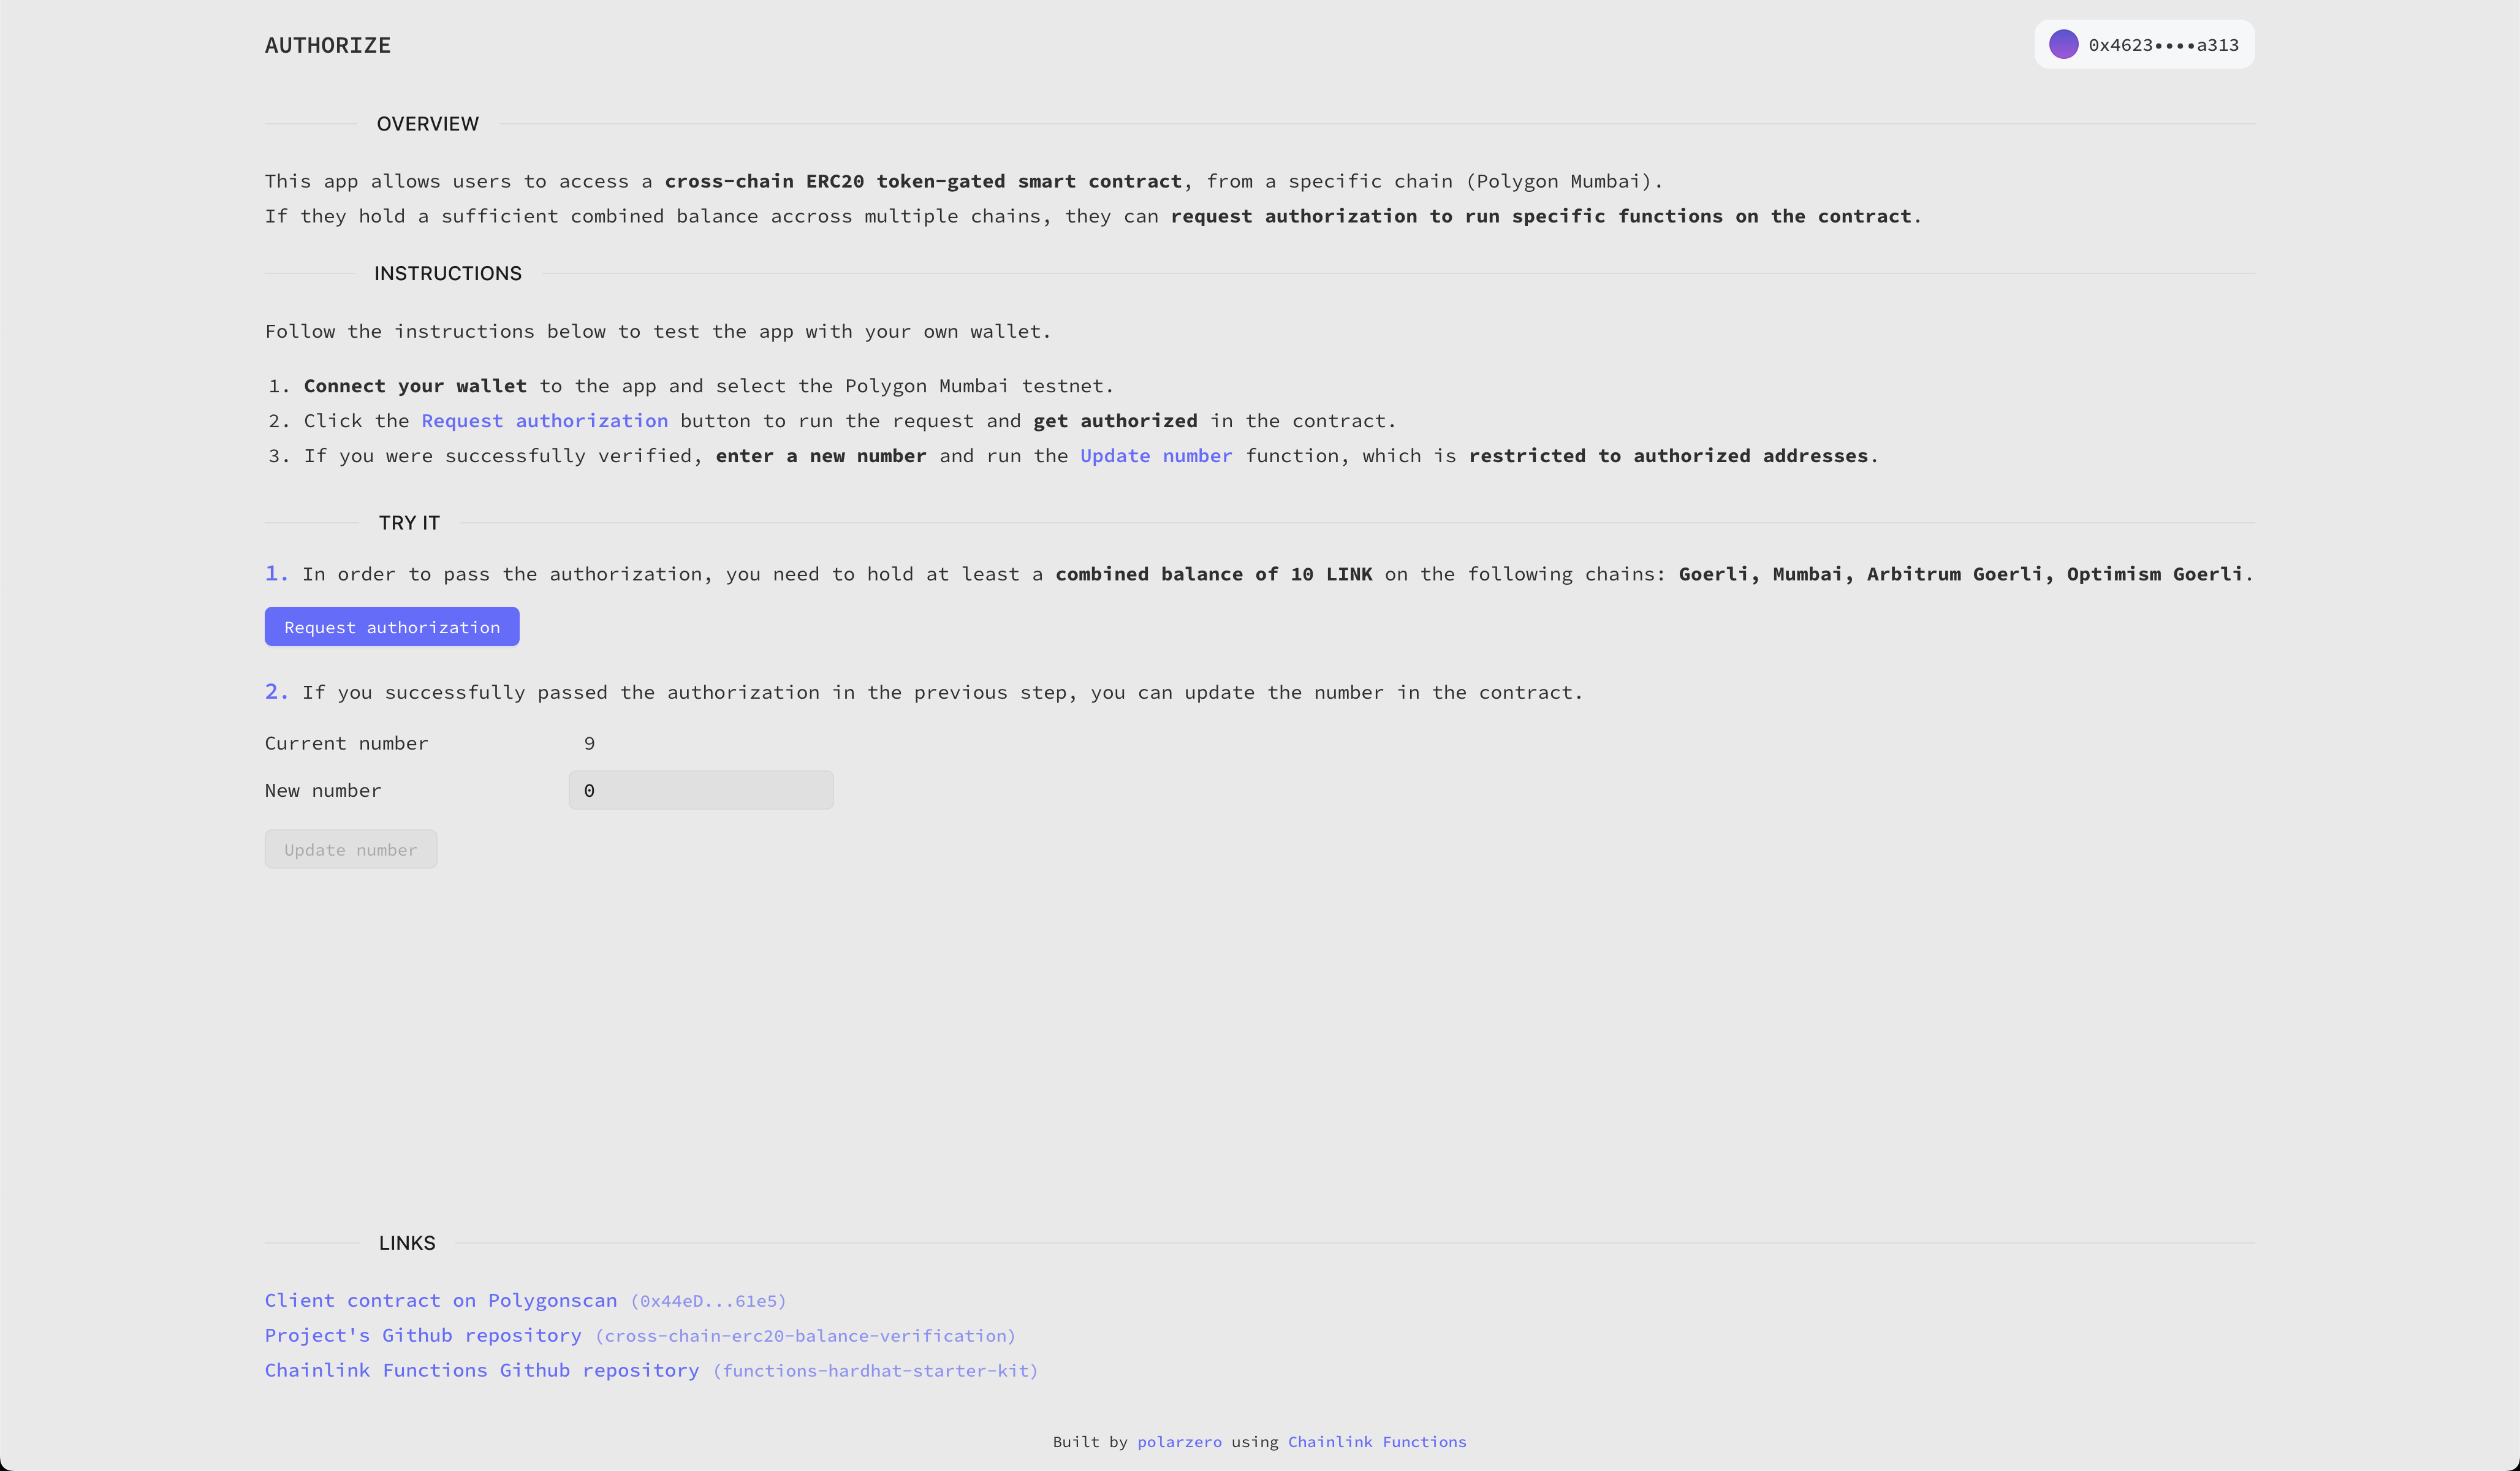 AUTHORIZE
0x4623••••a313
OVERVIEW
This app allows users to access a cross-chain ERC20 token-gated smart contract, from a specific chain (Polygon Mumbai).
If they hold a sufficient combined balance accross multiple chains, they can request authorization to run specific functions on the contract.
INSTRUCTIONS
Follow the instructions below to test the app with your own wallet.
1. Connect your wallet to the app and select the Polygon Mumbai testnet.
2. Click the Request authorization button to run the request and get authorized in the contract.
3. If you were successfully verified, enter a new number and run the Update number function, which is restricted to authorized addresses.
TRY IT
1. In order to pass the authorization, you need to hold at least a combined balance of 10 LINK on the following chains: Goerli, Mumbai, Arbitrum Goerli, Optimism Goerli.
Request authorization
2. If you successfully passed the authorization in the previous step, you can update the number in the contract.
Current number 9
New number 0
Update number
LINKS
Client contract on Polygonscan (0x44eD...61e5)
Project's Github repository (cross-chain-erc20-balance-verification)
Chainlink Functions Github repository (functions-hardhat-starter-kit)
Built by polarzero using Chainlink Functions